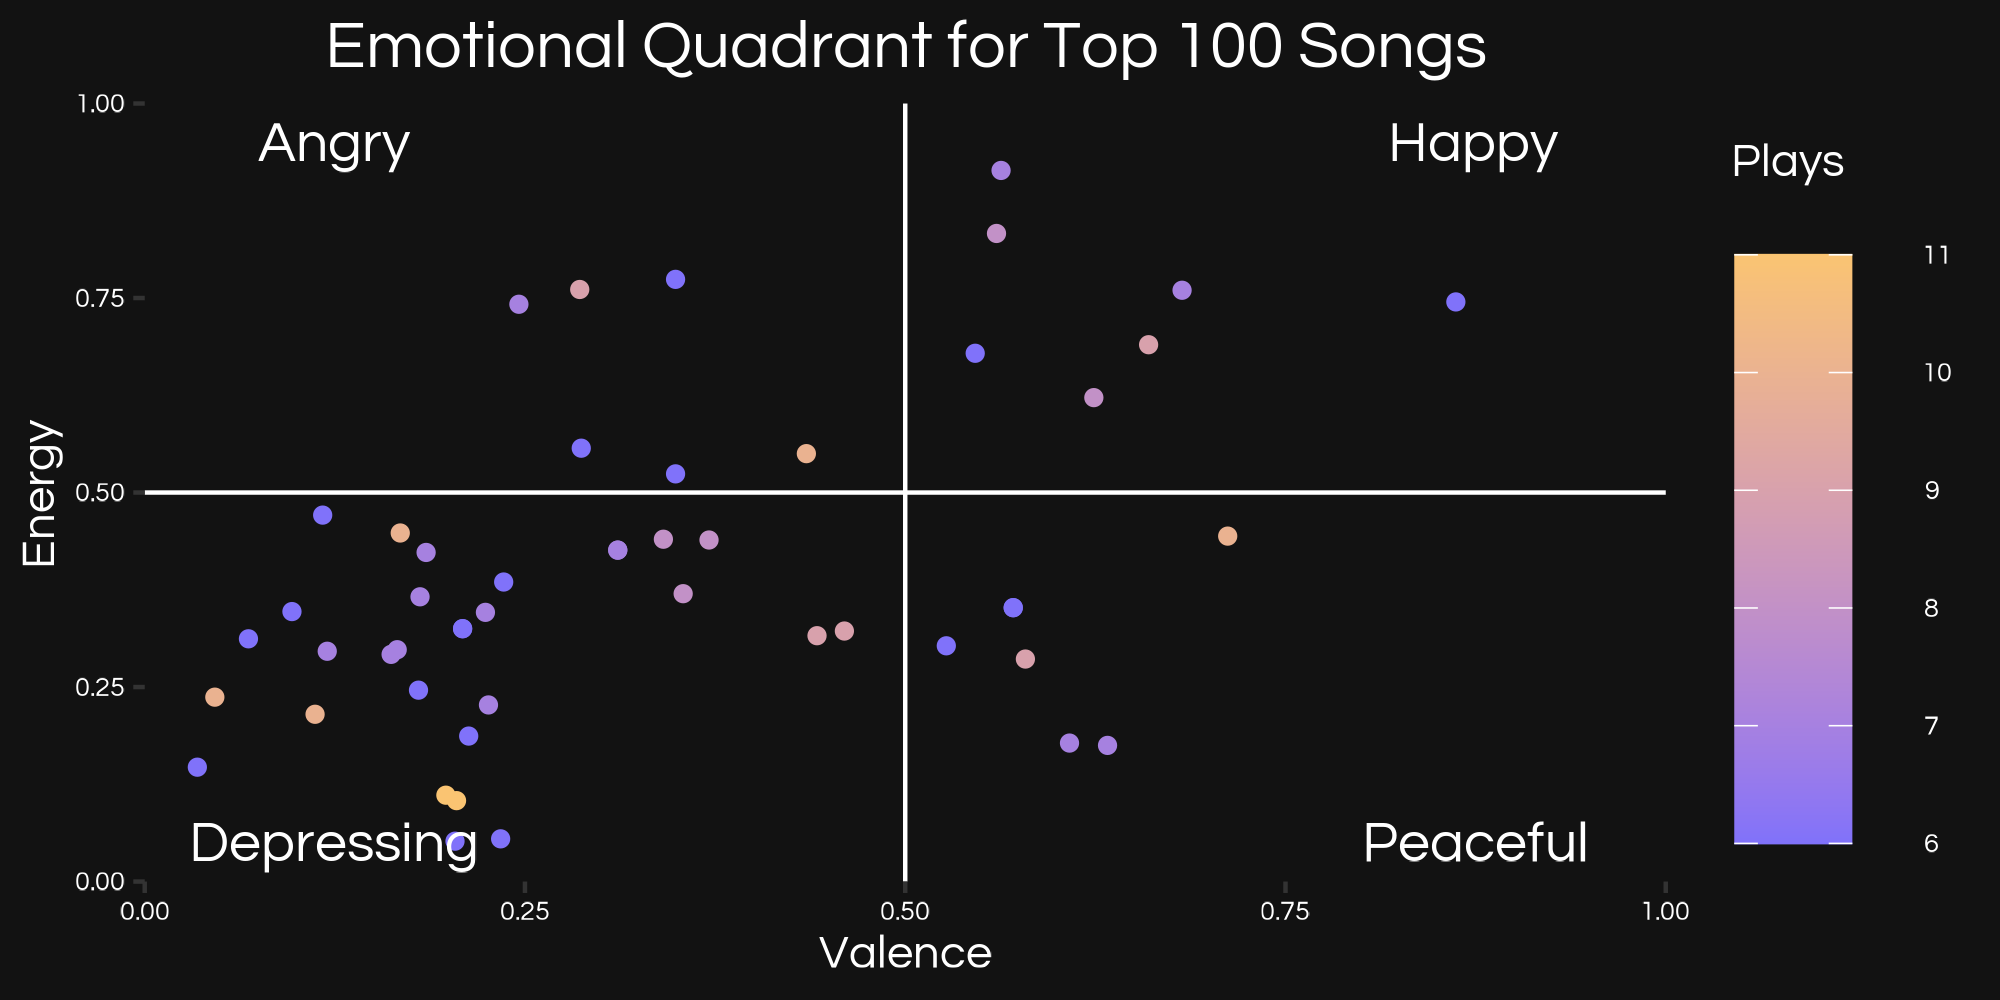 Emotional Quadrant for Top 100 Songs
Angry
Happy
Depressing
Peaceful
Energy
1.00
0.75
0.50
0.25
0.00
0.00
0.25
0.50
0.75
1.00
Valence
Plays
11
10
9
8
7
6